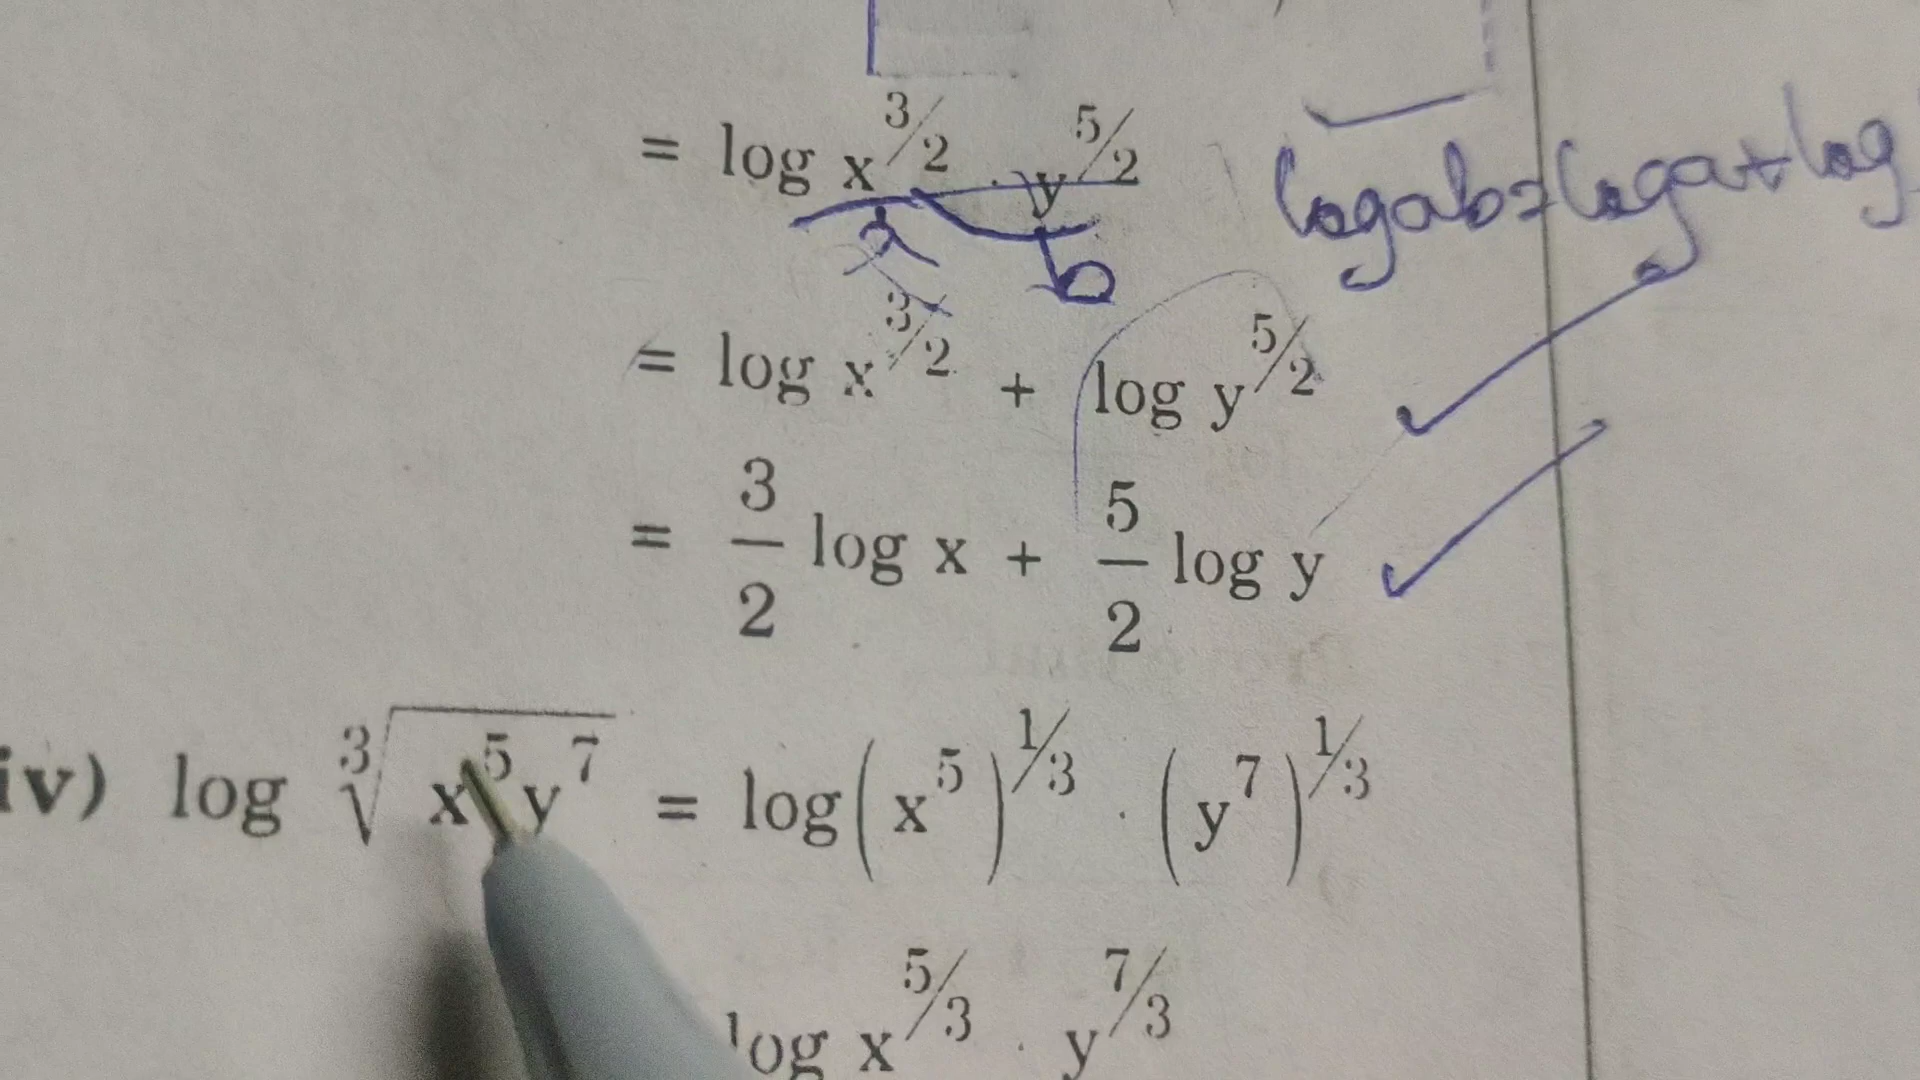 = log x^3/2 . y^5/2
log ab = log a + log
a b
= log x^3/2 + log y^5/2
= 3/2 log x + 5/2 log y
iv) log ∛(x^5 y^7) = log (x^5)^1/3 . (y^7)^1/3
log x^5/3 . y^7/3